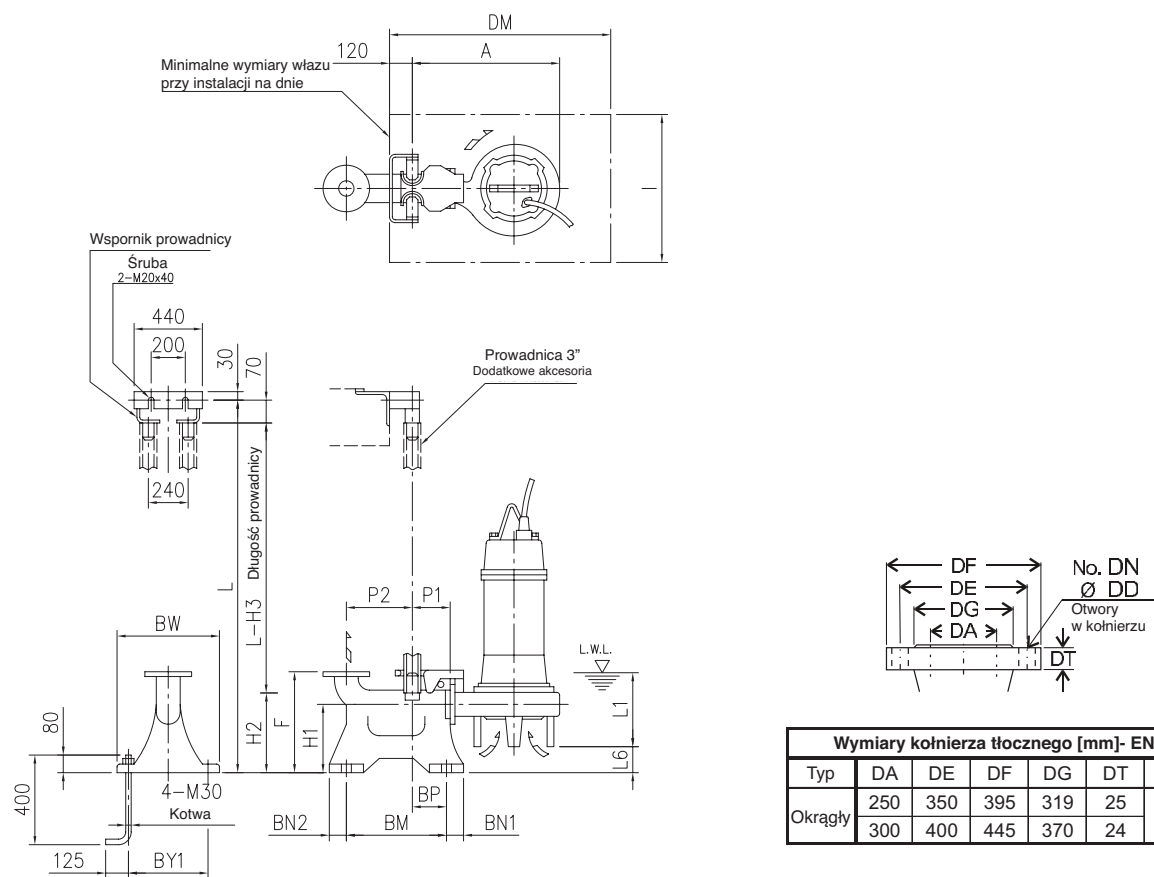 DM
120
A
Minimalne wymiary włazu
przy instalacji na dnie
I
Wspornik prowadnicy
Śruba
2-M20x40
440
200
30
70
240
Prowadnica 3”
Dodatkowe akcesoria
L
Długość prowadnicy
L-H3
BW
P2
P1
L.W.L.
80
H2
F
H1
L1
L6
400
4-M30
Kotwa
125
BY1
BP
BN2
BM
BN1
DF
DE
DG
DA
No. DN
Ø DD
Otwory
w kołnierzu
DT
Wymiary kołnierza tłocznego [mm]- EN
Typ DA DE DF DG DT
Okrągły 250 350 395 319 25
300 400 445 370 24